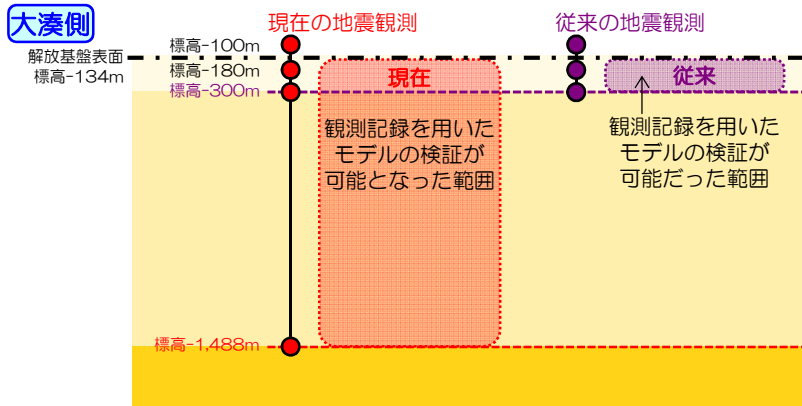 大湊側
現在の地震観測
従来の地震観測
標高-100m
解放基盤表面
標高-134m
標高-180m
標高-300m
現在
従来
観測記録を用いた
モデルの検証が
可能となった範囲
観測記録を用いた
モデルの検証が
可能だった範囲
標高-1,488m